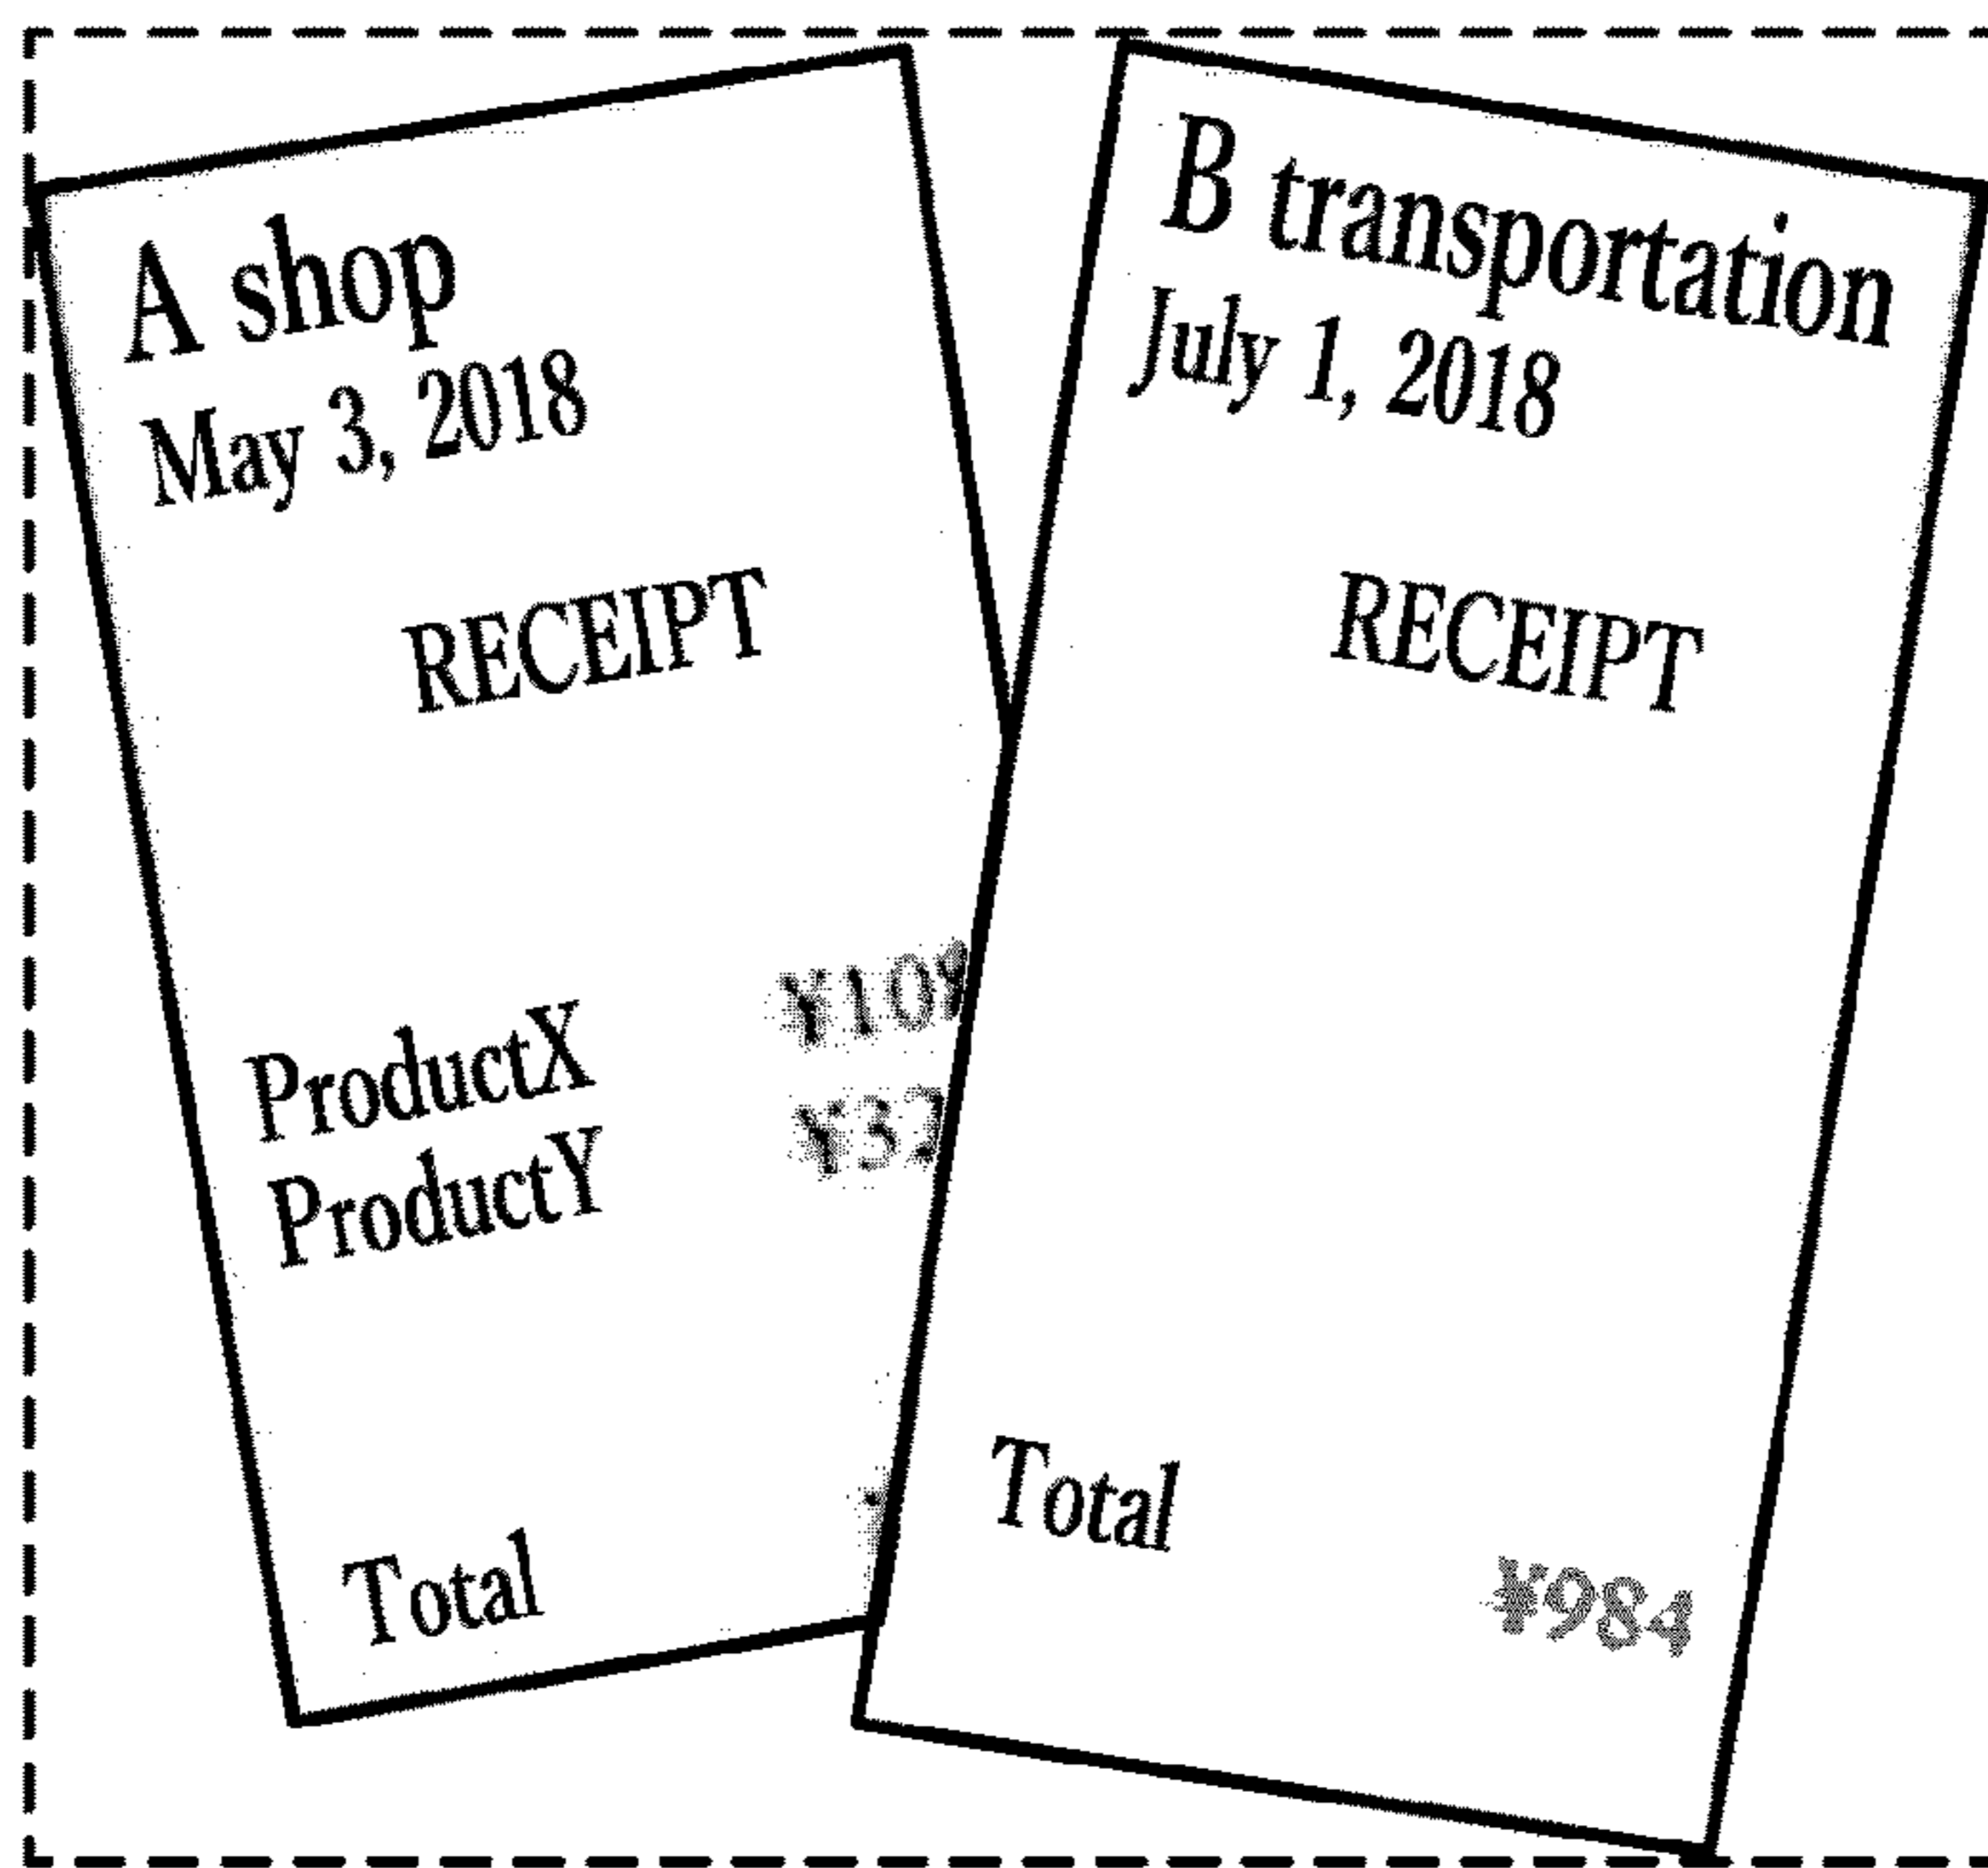 A shop
May 3, 2018
RECEIPT
ProductX
ProductY
Total
B transportation
July 1, 2018
RECEIPT
Total
¥984